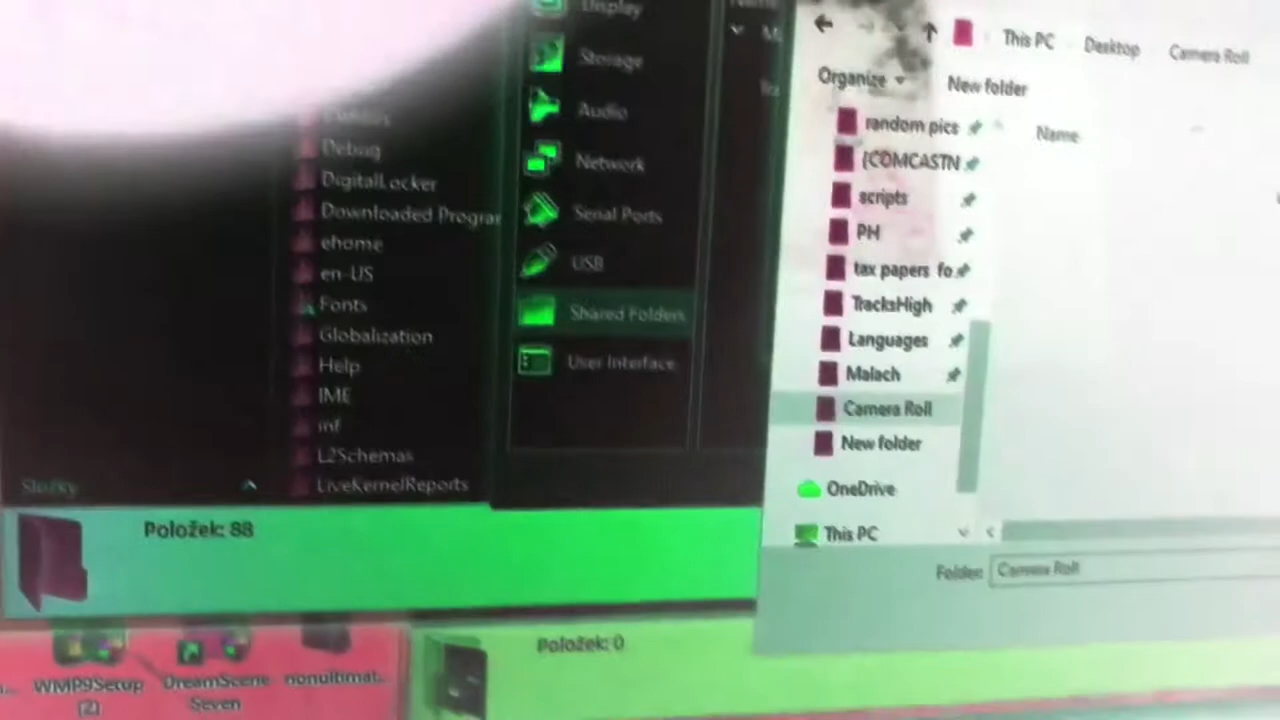 Debug
DigitalLocker
Downloaded Progra
ehome
en-US
Fonts
Globalization
Help
IME
inf
L2Schemas
LiveKernelReports
Složky
Položek: 88
Display
Storage
Audio
Network
Serial Ports
USB
Shared Folders
User Interface
This PC Desktop Camera Roll
Organize New folder
Name
random pics
(COMCASTN
scripts
PH
tax papers fo
TracksHigh
Languages
Malach
Camera Roll
New folder
OneDrive
This PC
Folder: Camera Roll
WMP9Setup
(2)
DreamScene
Seven
nonultimat...
Položek: 0